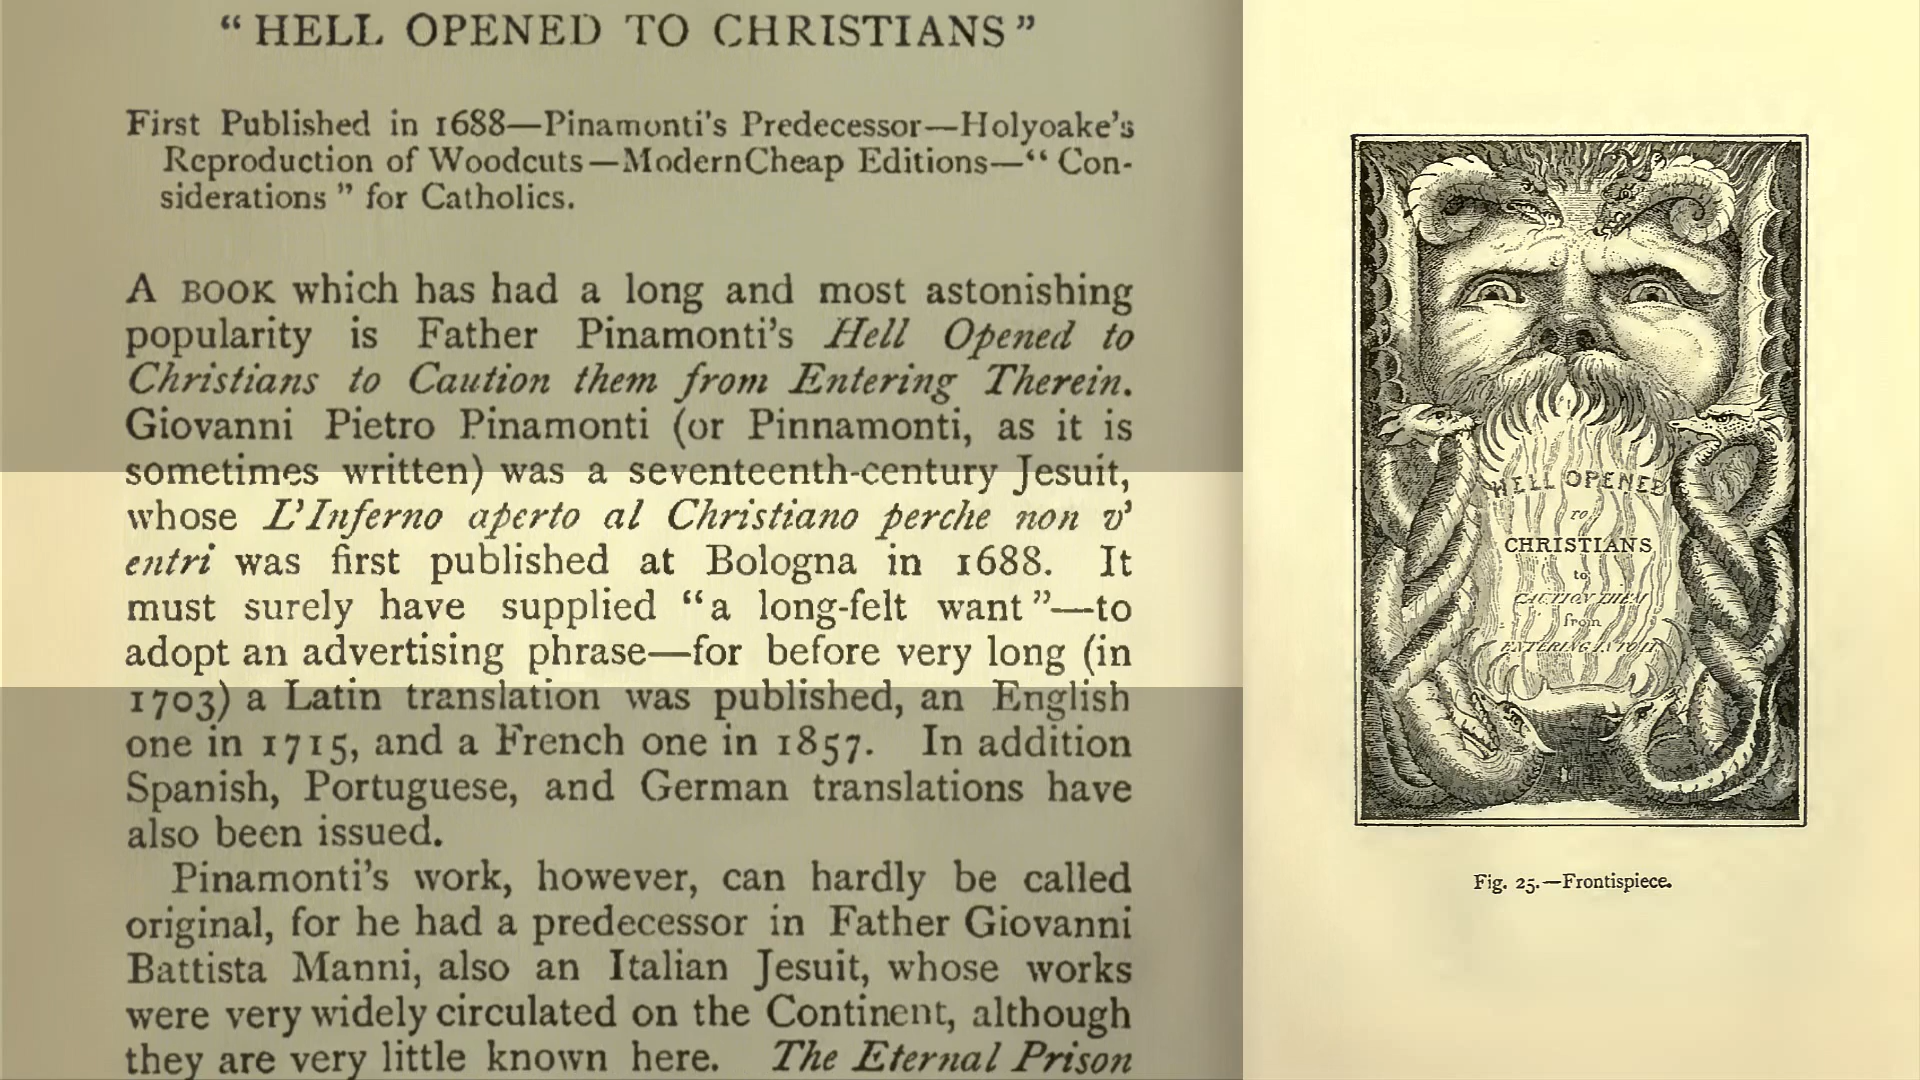 “ HELL OPENED TO CHRISTIANS ”
First Published in 1688—Pinamonti's Predecessor—Holyoake's
Reproduction of Woodcuts—Modern Cheap Editions—“ Con-
siderations ” for Catholics.
A BOOK which has had a long and most astonishing
popularity is Father Pinamonti's Hell Opened to
Christians to Caution them from Entering Therein.
Giovanni Pietro Pinamonti (or Pinnamonti, as it is
sometimes written) was a seventeenth-century Jesuit,
whose L'Inferno aperto al Christiano perche non v'
entri was first published at Bologna in 1688. It
must surely have supplied “a long-felt want”—to
adopt an advertising phrase—for before very long (in
1703) a Latin translation was published, an English
one in 1715, and a French one in 1857. In addition
Spanish, Portuguese, and German translations have
also been issued.
Pinamonti's work, however, can hardly be called
original, for he had a predecessor in Father Giovanni
Battista Manni, also an Italian Jesuit, whose works
were very widely circulated on the Continent, although
they are very little known here. The Eternal Prison
HELL OPENED
TO
CHRISTIANS
to
CAUTION THEM
from
ENTERING INTO IT
Fig. 25.—Frontispiece.